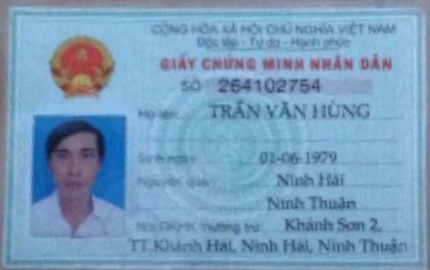 CỘNG HÒA XÃ HỘI CHỦ NGHĨA VIỆT NAM
Độc lập - Tự do - Hạnh phúc
GIẤY CHỨNG MINH NHÂN DÂN
SỐ 264102754
Họ tên: TRẦN VĂN HÙNG
Sinh ngày: 01-06-1979
Nguyên quán: Ninh Hải
Ninh Thuận
Nơi ĐKHK thường trú: Khánh Sơn 2,
TT.Khánh Hải, Ninh Hải, Ninh Thuận